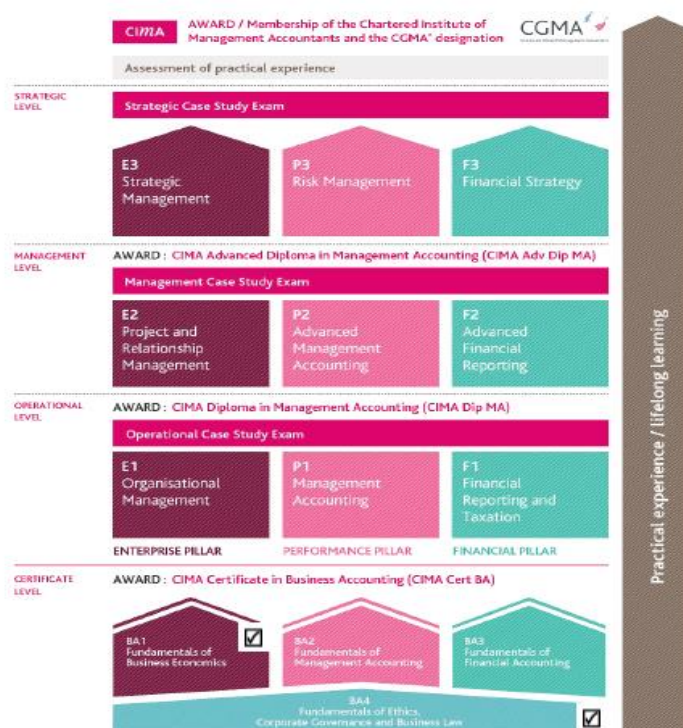 CIMA
AWARD / Membership of the Chartered Institute of
Management Accountants and the CGMA® designation
CGMA
Assessment of practical experience
STRATEGIC
LEVEL
Strategic Case Study Exam
E3
Strategic
Management
P3
Risk Management
F3
Financial Strategy
MANAGEMENT
LEVEL
AWARD : CIMA Advanced Diploma in Management Accounting (CIMA Adv Dip MA)
Management Case Study Exam
E2
Project and
Relationship
Management
P2
Advanced
Management
Accounting
F2
Advanced
Financial
Reporting
OPERATIONAL
LEVEL
AWARD : CIMA Diploma in Management Accounting (CIMA Dip MA)
Operational Case Study Exam
E1
Organisational
Management
P1
Management
Accounting
F1
Financial
Reporting and
Taxation
ENTERPRISE PILLAR
PERFORMANCE PILLAR
FINANCIAL PILLAR
CERTIFICATE
LEVEL
AWARD : CIMA Certificate in Business Accounting (CIMA Cert BA)
BA1
Fundamentals of
Business Economics
BA2
Fundamentals of
Management Accounting
BA3
Fundamentals of
Financial Accounting
BA4
Fundamentals of Ethics,
Corporate Governance and Business Law
Practical experience / lifelong learning